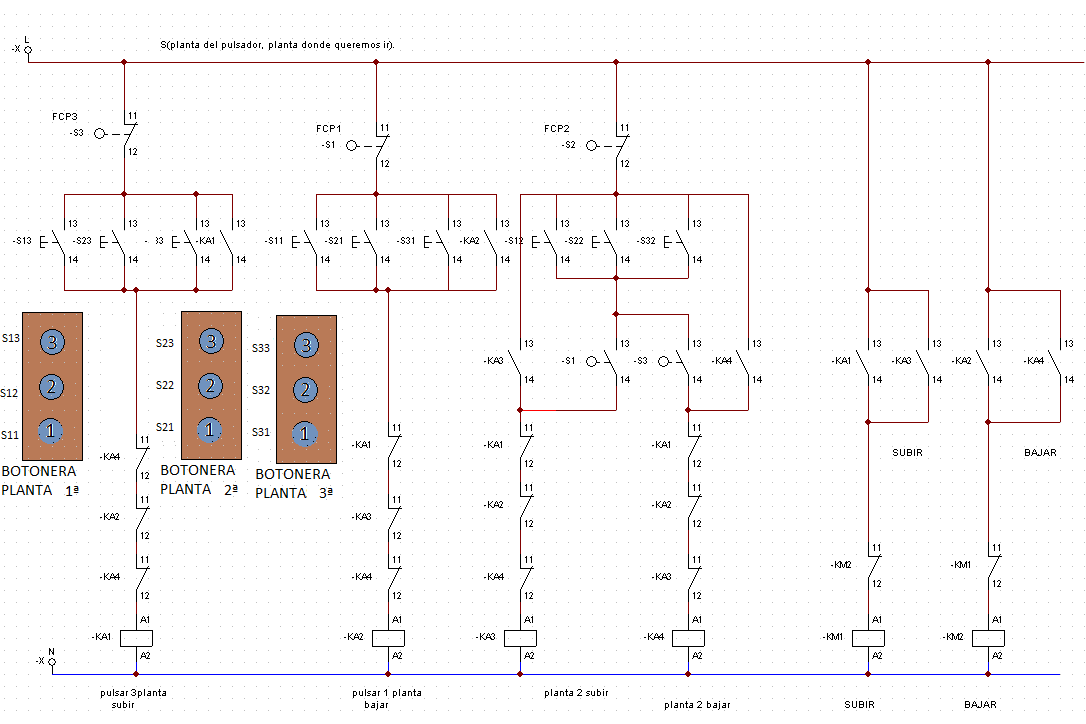 S(planta del pulsador, planta donde queremos ir).
L
-X
FCP3
-S3
11
12
FCP1
-S1
11
12
FCP2
-S2
11
12
-S13
13
14
-S23
13
14
33
13
14
-KA1
13
14
-S11
13
14
-S21
13
14
-S31
13
14
-KA2
13
14
-S12
13
14
-S22
13
14
-S32
13
14
S13
3
S12
2
S11
1
BOTONERA
PLANTA 1ª
S23
3
S22
2
S21
1
BOTONERA
PLANTA 2ª
S33
3
S32
2
S31
1
BOTONERA
PLANTA 3ª
-KA3
13
14
-S1
13
14
-S3
13
14
-KA4
13
14
-KA1
13
14
-KA3
13
14
-KA2
13
14
-KA4
13
14
SUBIR
BAJAR
-KA4
11
12
-KA2
11
12
-KA4
11
12
-KA1
A1
A2
-KA1
11
12
-KA3
11
12
-KA4
11
12
-KA2
A1
A2
-KA1
11
12
-KA2
11
12
-KA4
11
12
-KA3
A1
A2
-KA1
11
12
-KA2
11
12
-KA3
11
12
-KA4
A1
A2
-KM2
11
12
-KM1
A1
A2
-KM1
11
12
-KM2
A1
A2
N
-X
pulsar 3planta
subir
pulsar 1 planta
bajar
planta 2 subir
planta 2 bajar
SUBIR
BAJAR